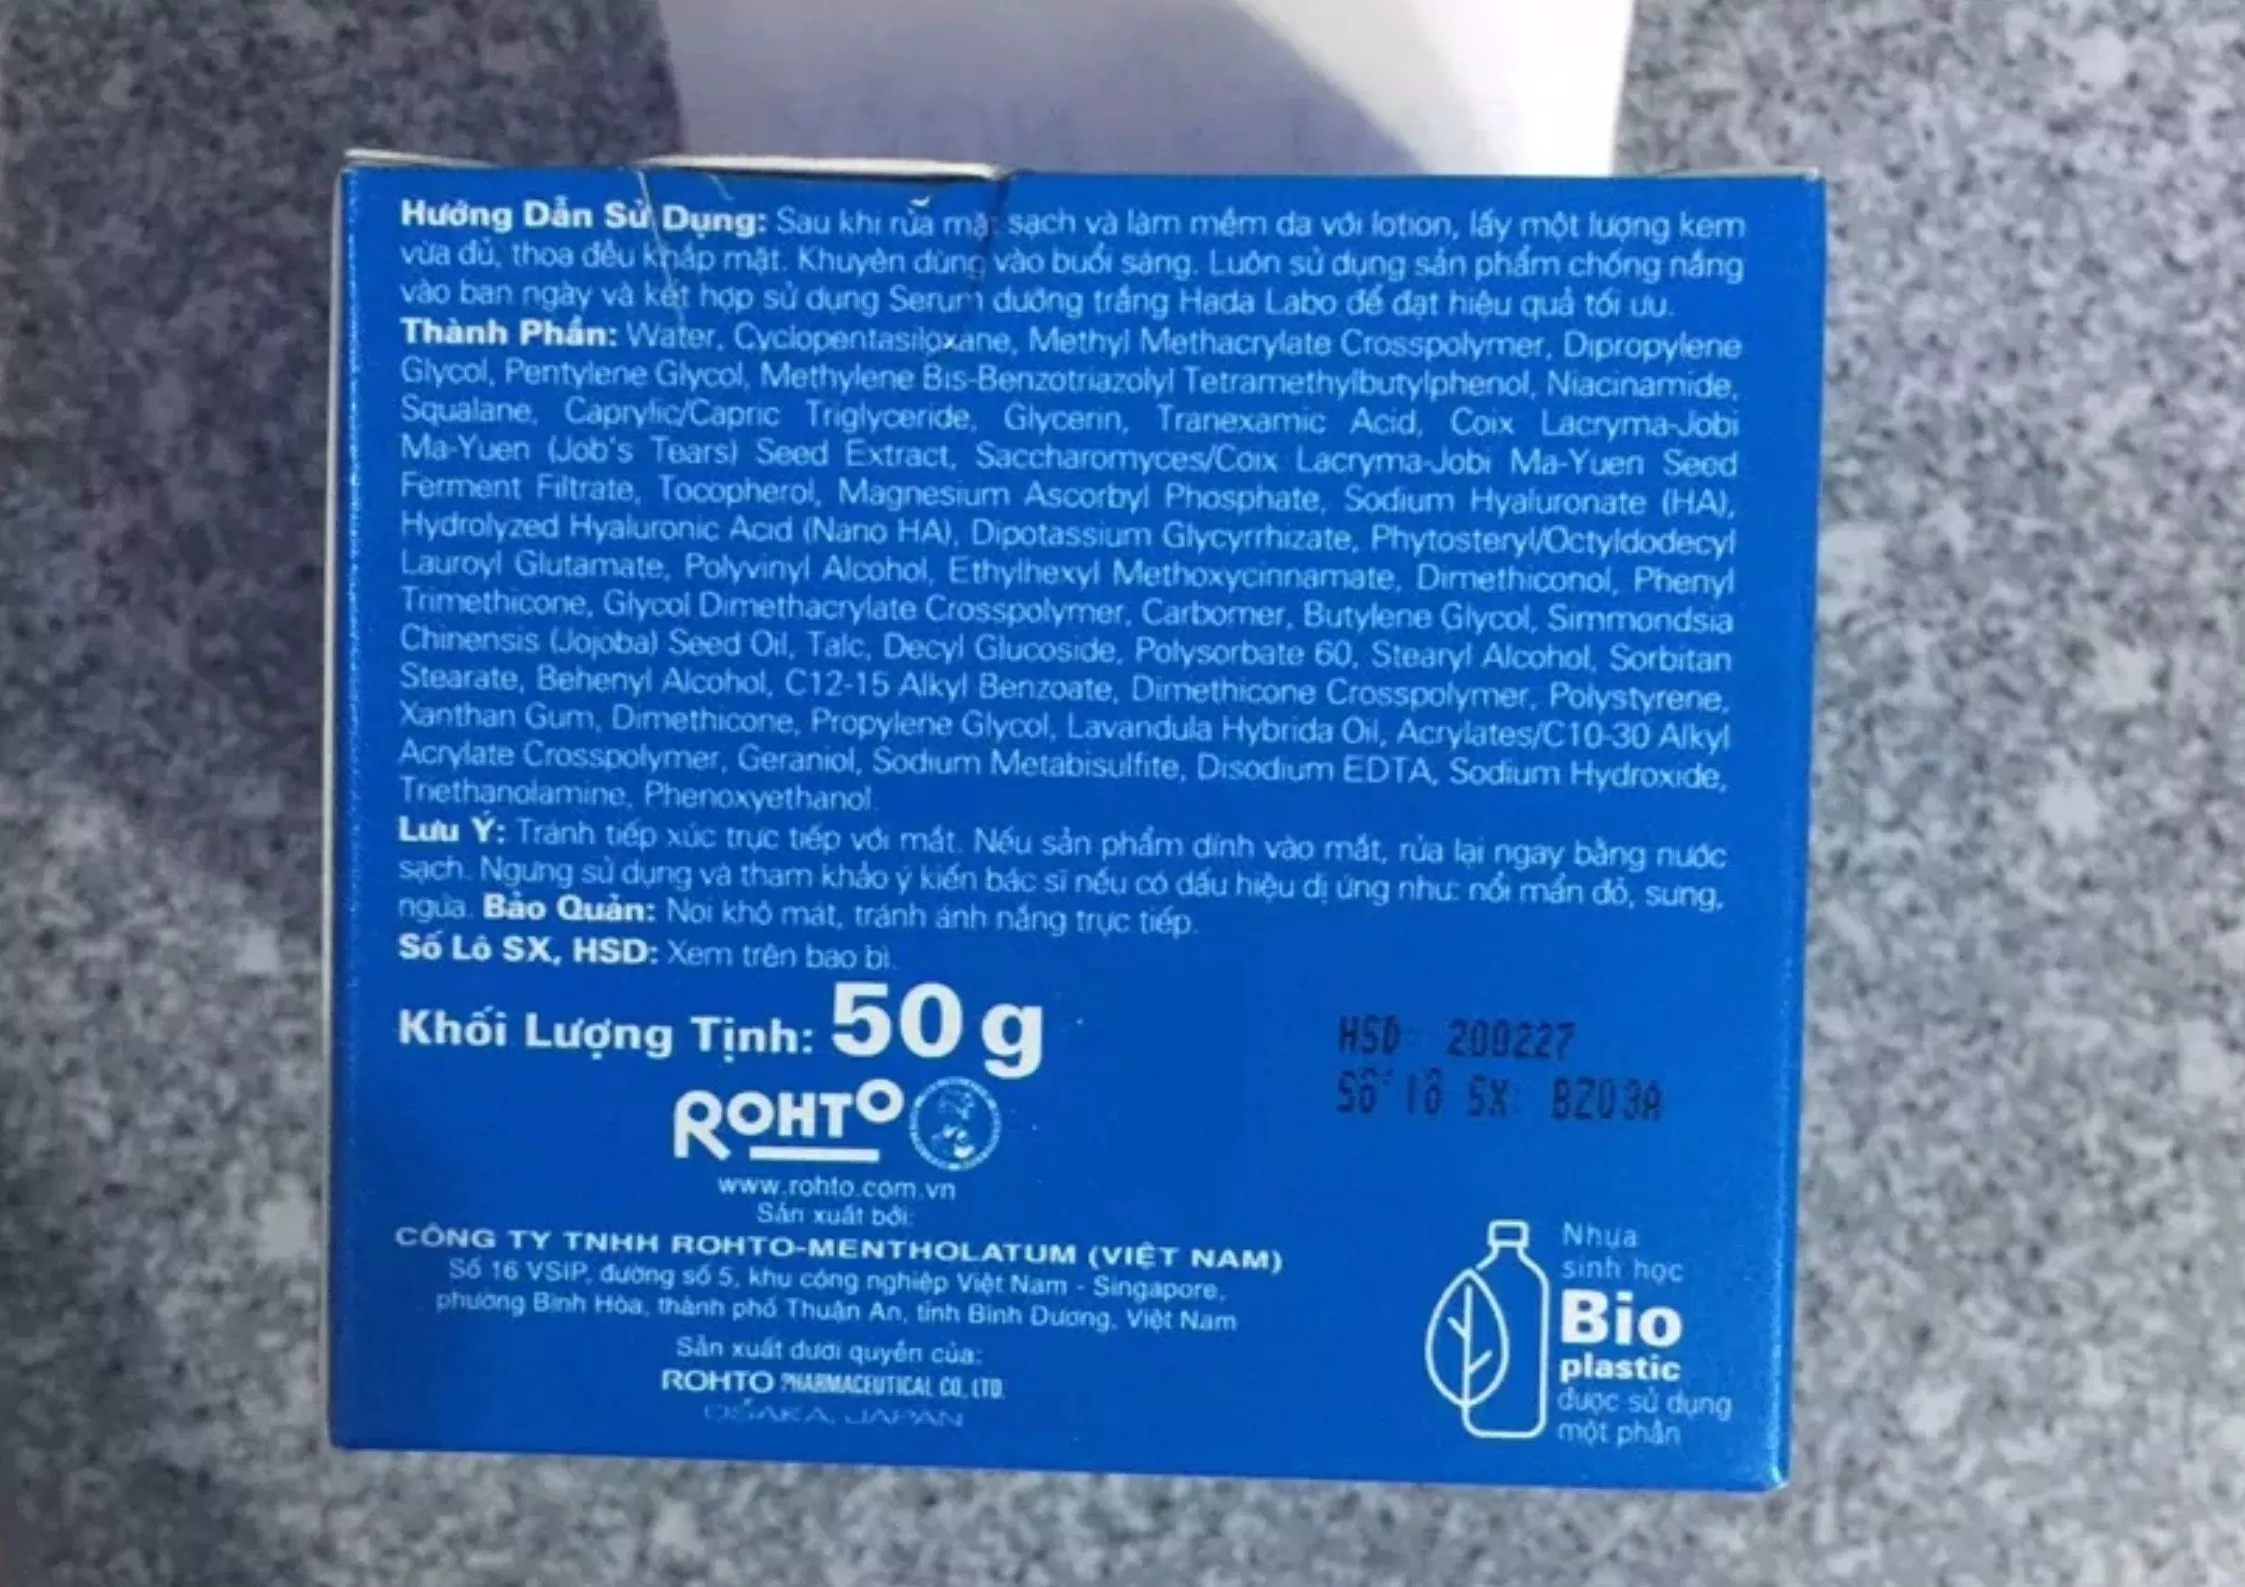 Hướng Dẫn Sử Dụng: Sau khi rửa mặt sạch và làm mềm da với lotion, lấy một lượng kem
vừa đủ, thoa đều khắp mặt. Khuyên dùng vào buổi sáng. Luôn sử dụng sản phẩm chống nắng
vào ban ngày và kết hợp sử dụng Serum dưỡng trắng Hada Labo để đạt hiệu quả tối ưu.
Thành Phần: Water, Cyclopentasiloxane, Methyl Methacrylate Crosspolymer, Dipropylene
Glycol, Pentylene Glycol, Methylene Bis-Benzotriazolyl Tetramethylbutylphenol, Niacinamide,
Squalane, Caprylic/Capric Triglyceride, Glycerin, Tranexamic Acid, Coix Lacryma-Jobi
Ma-Yuen (Job's Tears) Seed Extract, Saccharomyces/Coix Lacryma-Jobi Ma-Yuen Seed
Ferment Filtrate, Tocopherol, Magnesium Ascorbyl Phosphate, Sodium Hyaluronate (HA),
Hydrolyzed Hyaluronic Acid (Nano HA), Dipotassium Glycyrrhizate, Phytosteryl/Octyldodecyl
Lauroyl Glutamate, Polyvinyl Alcohol, Ethylhexyl Methoxycinnamate, Dimethiconol, Phenyl
Trimethicone, Glycol Dimethacrylate Crosspolymer, Carbomer, Butylene Glycol, Simmondsia
Chinensis (Jojoba) Seed Oil, Talc, Decyl Glucoside, Polysorbate 60, Stearyl Alcohol, Sorbitan
Stearate, Behenyl Alcohol, C12-15 Alkyl Benzoate, Dimethicone Crosspolymer, Polystyrene,
Xanthan Gum, Dimethicone, Propylene Glycol, Lavandula Hybrida Oil, Acrylates/C10-30 Alkyl
Acrylate Crosspolymer, Geraniol, Sodium Metabisulfite, Disodium EDTA, Sodium Hydroxide,
Triethanolamine, Phenoxyethanol.
Lưu Ý: Tránh tiếp xúc trực tiếp với mắt. Nếu sản phẩm dính vào mắt, rửa lại ngay bằng nước
sạch. Ngưng sử dụng và tham khảo ý kiến bác sĩ nếu có dấu hiệu dị ứng như: nổi mẩn đỏ, sưng,
ngứa. Bảo Quản: Nơi khô mát, tránh ánh nắng trực tiếp.
Số Lô SX, HSD: Xem trên bao bì.
Khối Lượng Tịnh: 50 g
HSD: 200227
Số lô SX: BZ03A
ROHTO
www.rohto.com.vn
Sản xuất bởi:
CÔNG TY TNHH ROHTO-MENTHOLATUM (VIỆT NAM)
Số 16 VSIP, đường số 5, khu công nghiệp Việt Nam - Singapore,
phường Bình Hòa, thành phố Thuận An, tỉnh Bình Dương, Việt Nam
Sản xuất dưới quyền của:
ROHTO PHARMACEUTICAL CO. LTD.
OSAKA, JAPAN
Nhựa
sinh học
Bio
plastic
được sử dụng
một phần